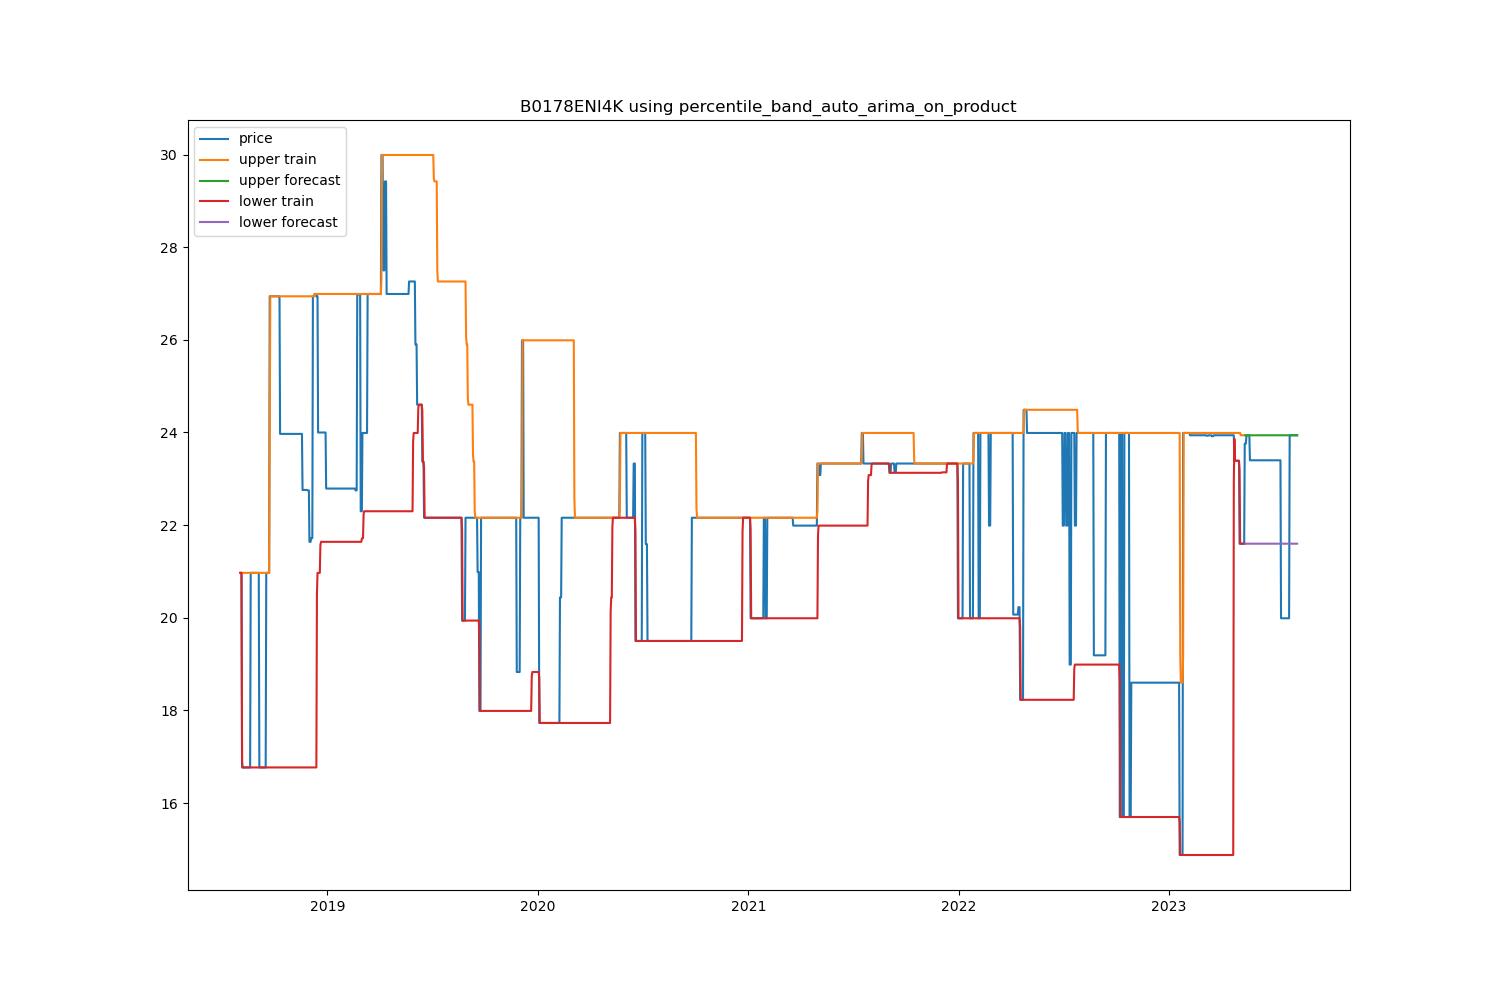 B0178ENI4K using percentile_band_auto_arima_on_product
price
upper train
upper forecast
lower train
lower forecast
30
28
26
24
22
20
18
16
2019 2020 2021 2022 2023